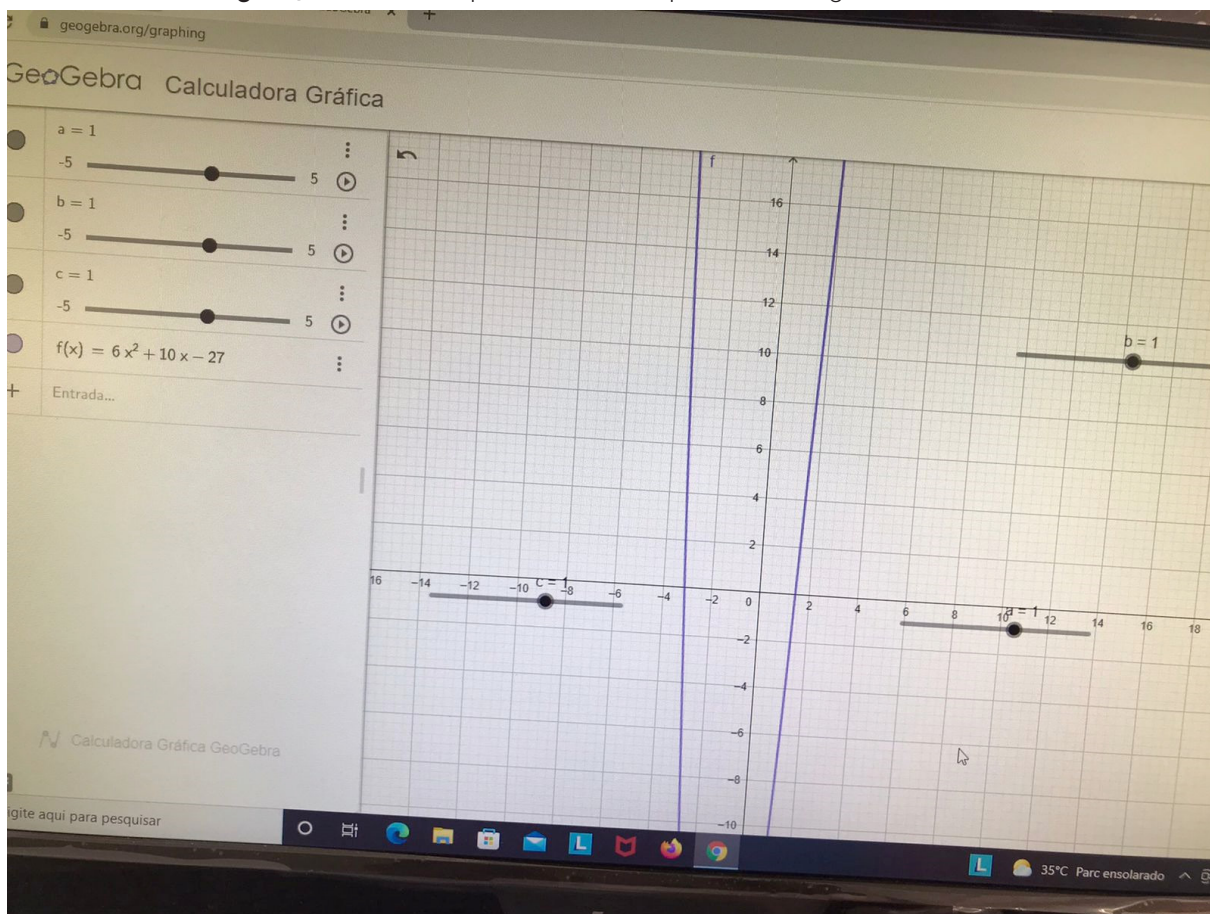 geogebra.org/graphing
GeoGebra Calculadora Gráfica
a = 1
-5
5
b = 1
-5
5
c = 1
-5
5
f(x) = 6 x² + 10 x − 27
Entrada...
Calculadora Gráfica GeoGebra
f
16
14
12
10
8
6
4
2
b = 1
16 −14 −12 −10 −8 −6 −4 −2 0 2 4 6 8 10 12 14 16 18
c = 1
a = 1
−2
−4
−6
−8
−10
igite aqui para pesquisar
L
L
35°C Parc ensolarado